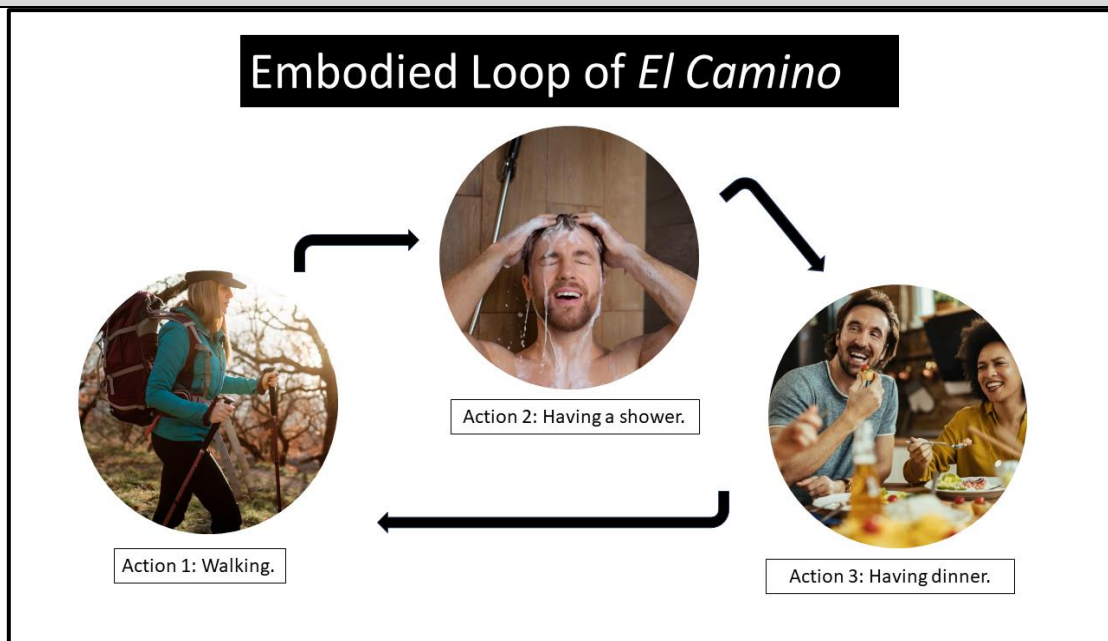 Embodied Loop of El Camino
Action 2: Having a shower.
Action 1: Walking.
Action 3: Having dinner.